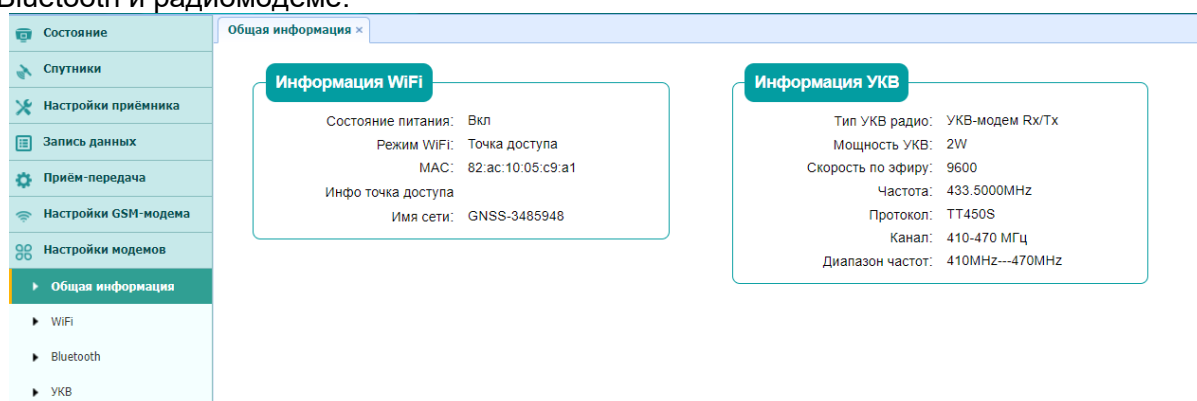 Bluetooth и радиомодеме.
Состояние
Спутники
Настройки приёмника
Запись данных
Приём-передача
Настройки GSM-модема
Настройки модемов
Общая информация
WiFi
Bluetooth
УКВ
Общая информация ×
Информация WiFi
Состояние питания: Вкл
Режим WiFi: Точка доступа
MAC: 82:ac:10:05:c9:a1
Инфо точка доступа
Имя сети: GNSS-3485948
Информация УКВ
Тип УКВ радио: УКВ-модем Rx/Tx
Мощность УКВ: 2W
Скорость по эфиру: 9600
Частота: 433.5000MHz
Протокол: TT450S
Канал: 410-470 МГц
Диапазон частот: 410MHz---470MHz